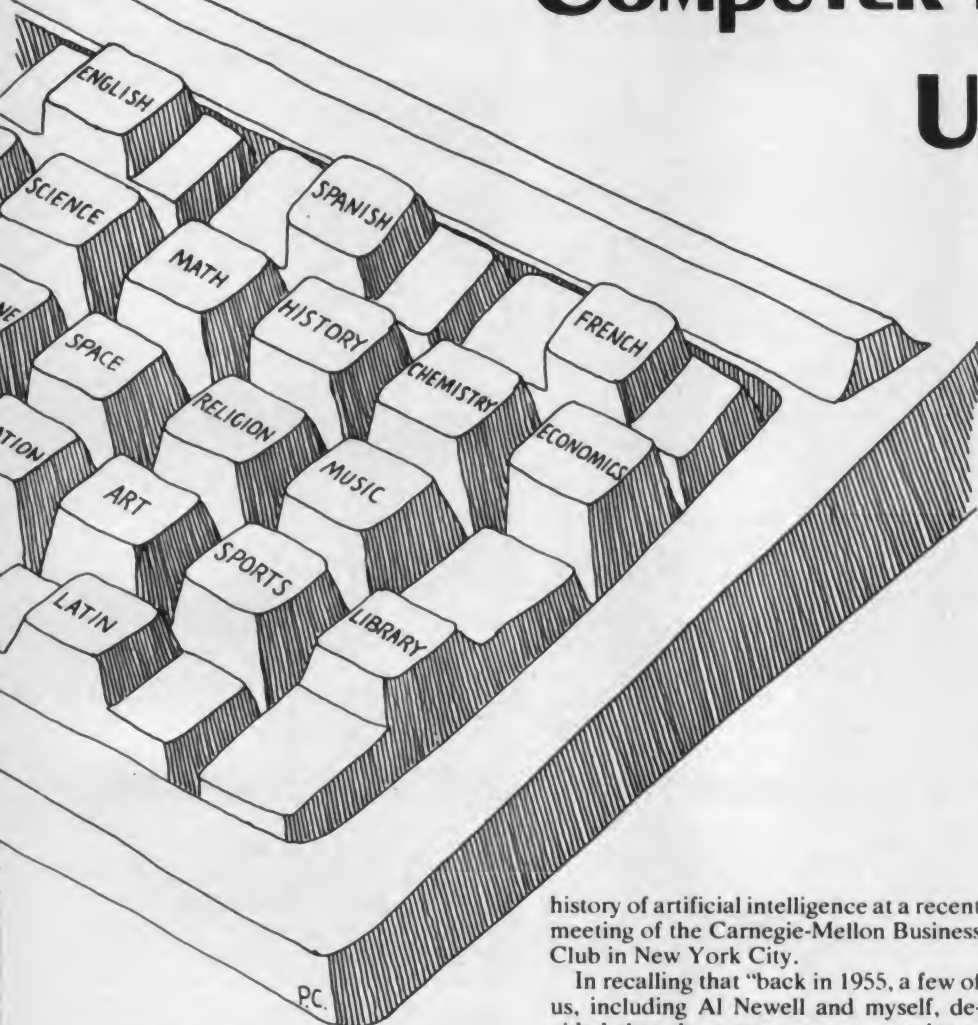 COMPUTER
U
ENGLISH
SCIENCE
SPANISH
MATH
HISTORY
FRENCH
SPACE
CHEMISTRY
RELIGION
ECONOMICS
ART
MUSIC
SPORTS
LATIN
LIBRARY
P.C.
history of artificial intelligence at a recent
meeting of the Carnegie-Mellon Business
Club in New York City.
In recalling that "back in 1955, a few of
us, including Al Newell and myself, de-